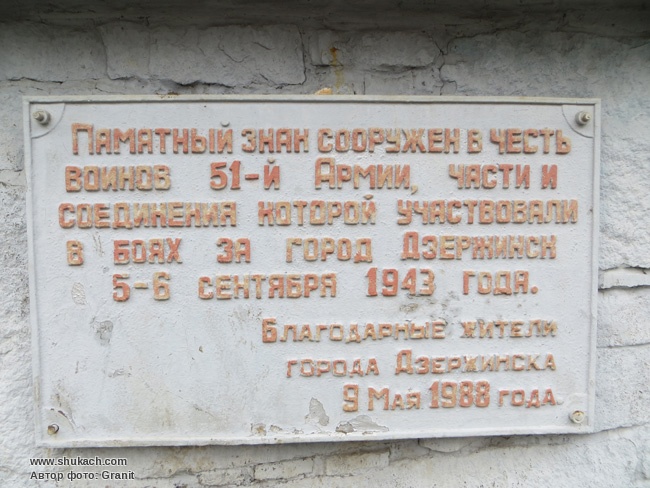 Памятный знак сооружен в честь
воинов 51-й Армии, части и
соединения которой участвовали
в боях за город Дзержинск
5-6 сентября 1943 года.
Благодарные жители
города Дзержинска
9 Мая 1988 года.
www.shukach.com
Автор фото: Granit